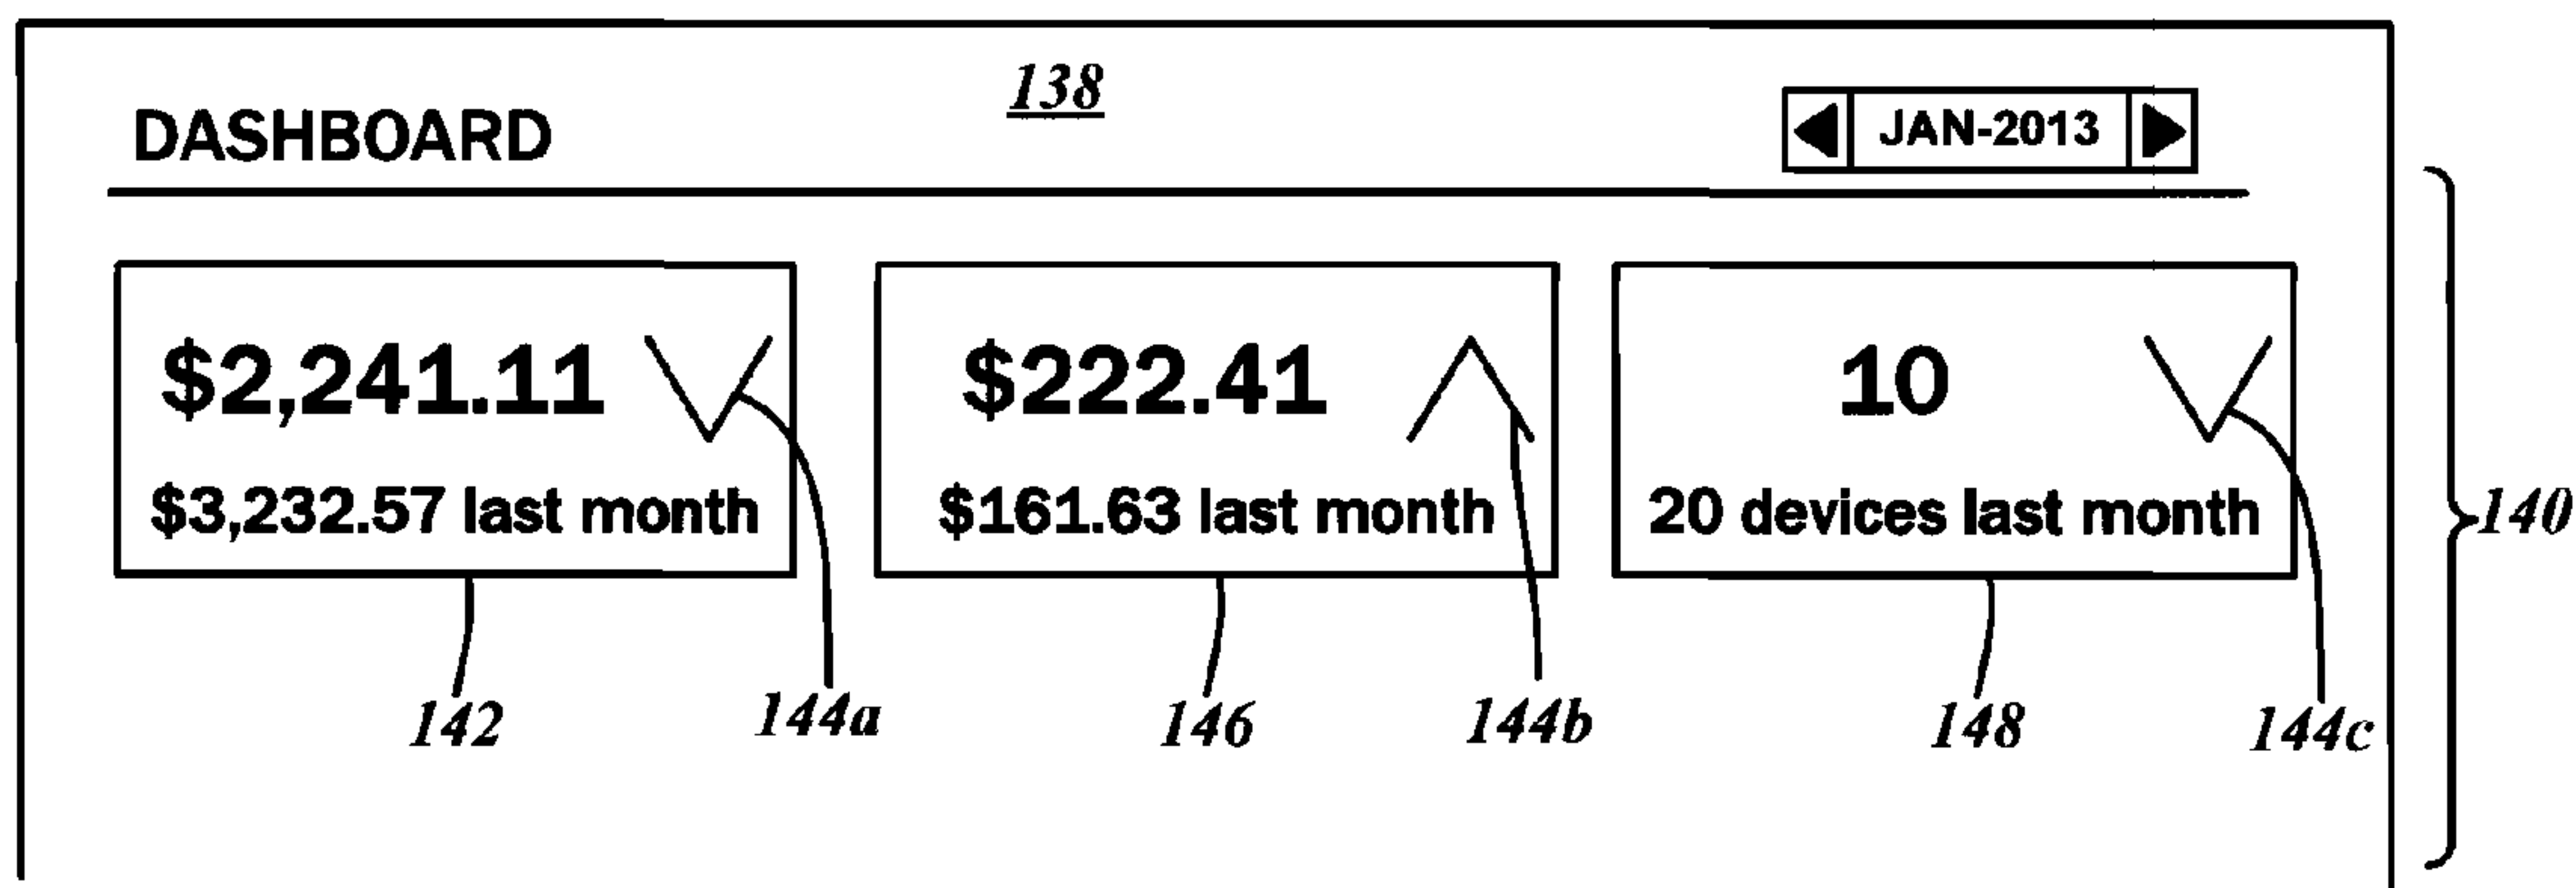 138
DASHBOARD
JAN-2013
$2,241.11
$3,232.57 last month
$222.41
$161.63 last month
10
20 devices last month
140
142
144a
146
144b
148
144c